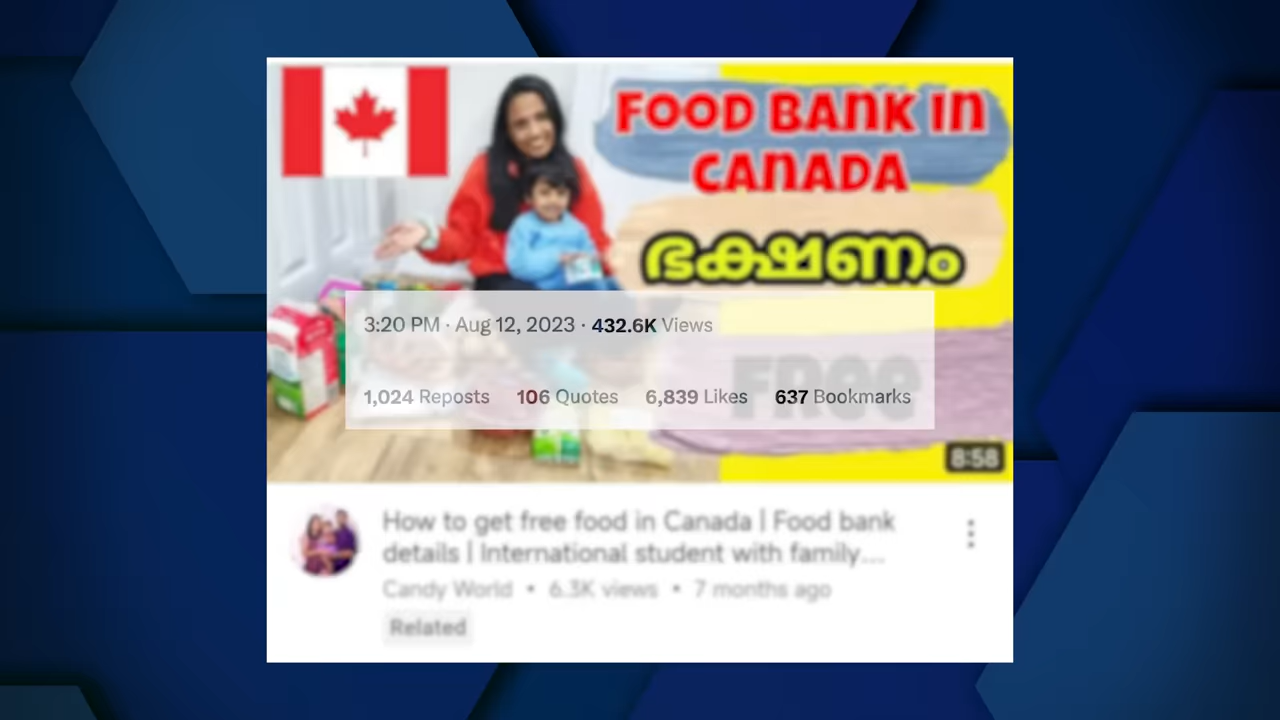 FOOD BANK IN
CANADA
ഭക്ഷണം
3:20 PM · Aug 12, 2023 · 432.6K Views
FREE
1,024 Reposts 106 Quotes 6,839 Likes 637 Bookmarks
8:58
How to get free food in Canada | Food bank
details | International student with family....
Candy World • 6.3K views • 7 months ago
Related